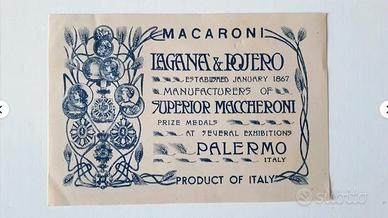 MACARONI
LAGANA & POJERO
ESTABLISHED JANUARY 1867
MANUFACTURERS OF
SUPERIOR MACCHERONI
PRIZE MEDALS
AT SEVERAL EXHIBITIONS
PALERMO
ITALY
PRODUCT OF ITALY
subito